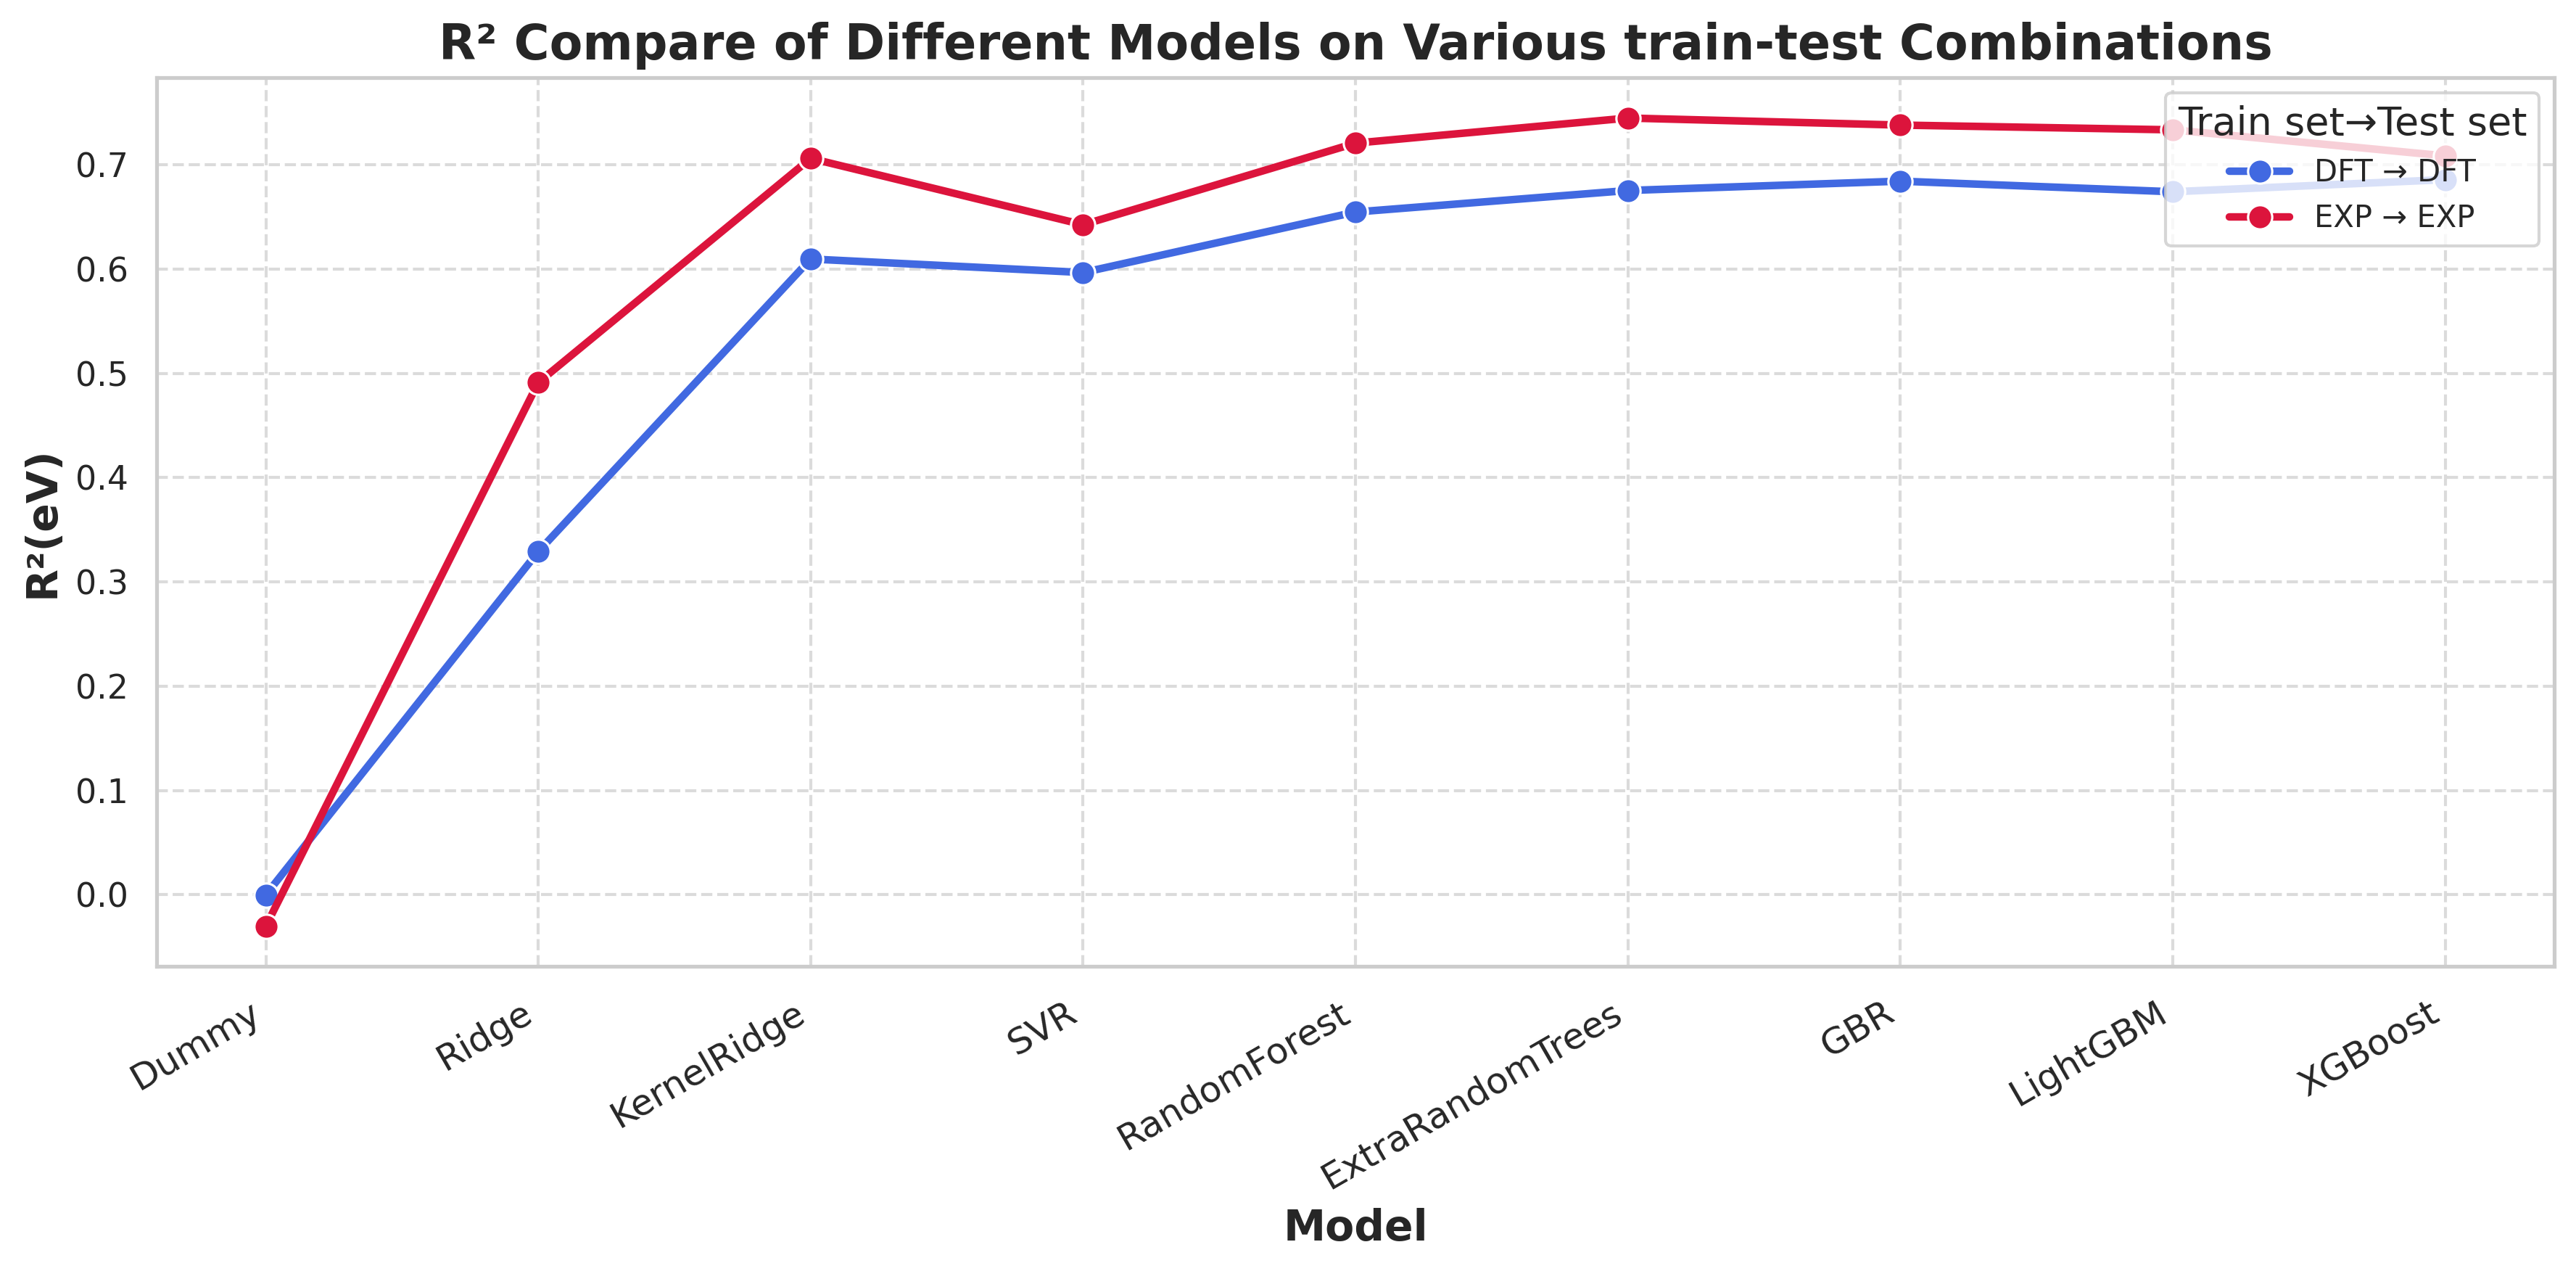 R² Compare of Different Models on Various train-test Combinations
R²(eV)
0.7
0.6
0.5
0.4
0.3
0.2
0.1
0.0
Train set→Test set
DFT → DFT
EXP → EXP
Dummy
Ridge
KernelRidge
SVR
RandomForest
ExtraRandomTrees
GBR
LightGBM
XGBoost
Model